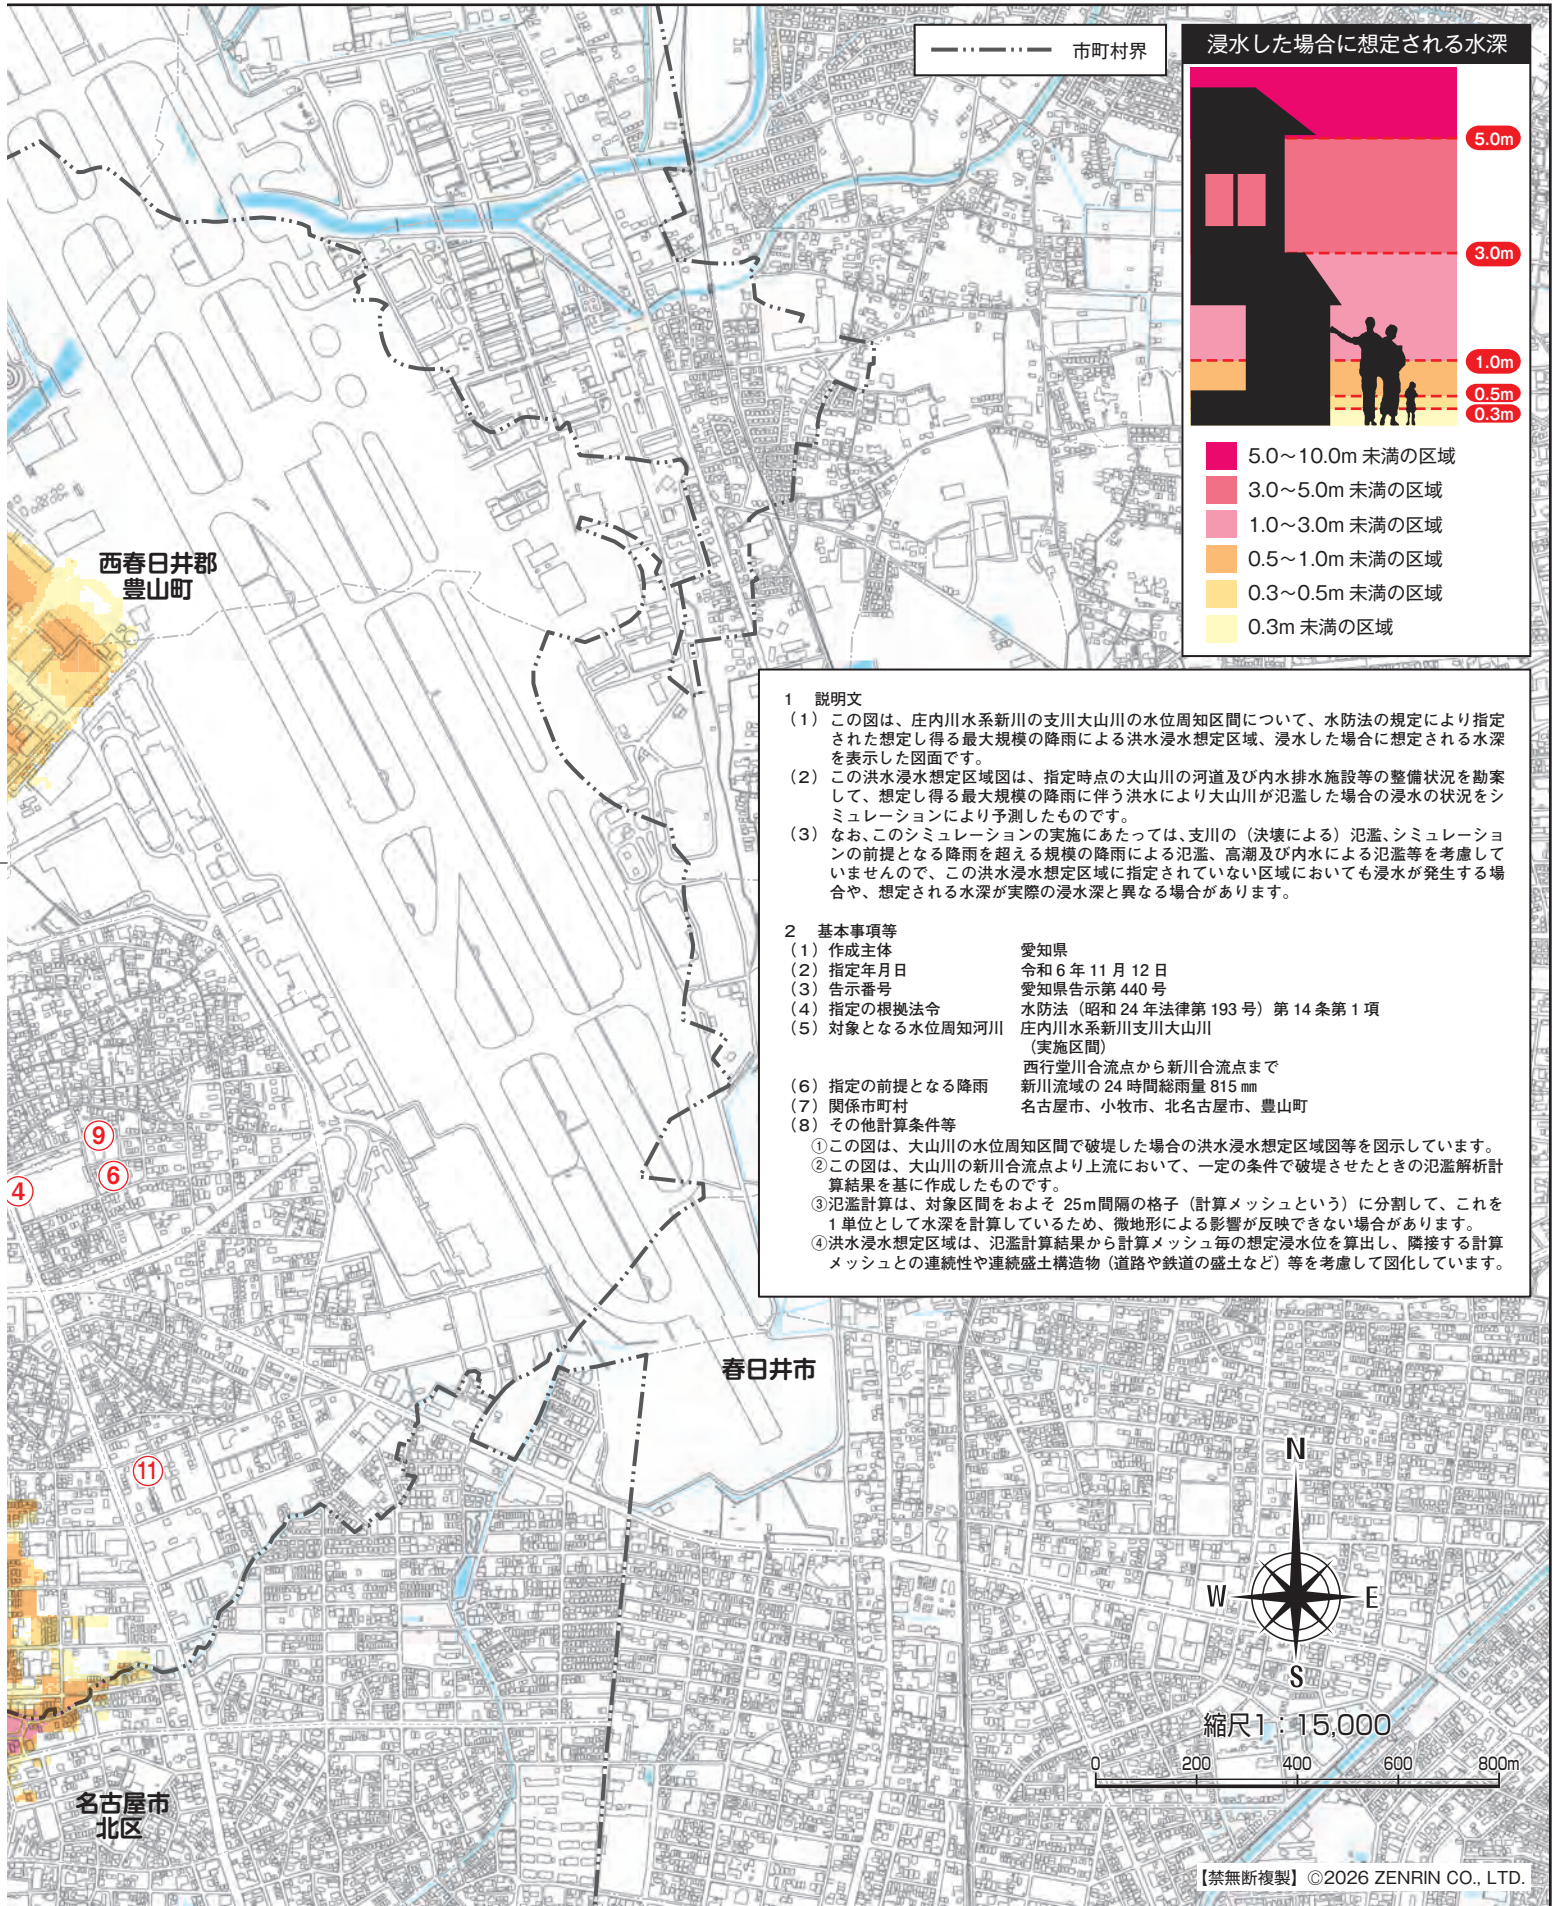 市町村界
浸水した場合に想定される水深
5.0m
3.0m
1.0m
0.5m
0.3m
5.0～10.0m 未満の区域
3.0～5.0m 未満の区域
1.0～3.0m 未満の区域
0.5～1.0m 未満の区域
0.3～0.5m 未満の区域
0.3m 未満の区域
西春日井郡
豊山町
1 説明文
（1）この図は、庄内川水系新川の支川大山川の水位周知区間について、水防法の規定により指定
された想定し得る最大規模の降雨による洪水浸水想定区域、浸水した場合に想定される水深
を表示した図面です。
（2）この洪水浸水想定区域図は、指定時点の大山川の河道及び内水排水施設等の整備状況を勘案
して、想定し得る最大規模の降雨に伴う洪水により大山川が氾濫した場合の浸水の状況をシ
ミュレーションにより予測したものです。
（3）なお、このシミュレーションの実施にあたっては、支川の（決壊による）氾濫、シミュレーショ
ンの前提となる降雨を超える規模の降雨による氾濫、高潮及び内水による氾濫等を考慮して
いませんので、この洪水浸水想定区域に指定されていない区域においても浸水が発生する場
合や、想定される水深が実際の浸水深と異なる場合があります。
2 基本事項等
（1）作成主体 愛知県
（2）指定年月日 令和 6 年 11 月 12 日
（3）告示番号 愛知県告示第 440 号
（4）指定の根拠法令 水防法（昭和 24 年法律第 193 号）第 14 条第 1 項
（5）対象となる水位周知河川 庄内川水系新川支川大山川
（実施区間）
西行堂川合流点から新川合流点まで
（6）指定の前提となる降雨 新川流域の 24 時間総雨量 815 ㎜
（7）関係市町村 名古屋市、小牧市、北名古屋市、豊山町
（8）その他計算条件等
①この図は、大山川の水位周知区間で破堤した場合の洪水浸水想定区域図等を図示しています。
②この図は、大山川の新川合流点より上流において、一定の条件で破堤させたときの氾濫解析計
算結果を基に作成したものです。
③氾濫計算は、対象区間をおよそ 25ｍ間隔の格子（計算メッシュという）に分割して、これを
1 単位として水深を計算しているため、微地形による影響が反映できない場合があります。
④洪水浸水想定区域は、氾濫計算結果から計算メッシュ毎の想定浸水位を算出し、隣接する計算
メッシュとの連続性や連続盛土構造物（道路や鉄道の盛土など）等を考慮して図化しています。
⑨
⑥
④
春日井市
⑪
N
W
E
S
縮尺1：15,000
0 200 400 600 800m
名古屋市
北区
【禁無断複製】©2026 ZENRIN CO., LTD.